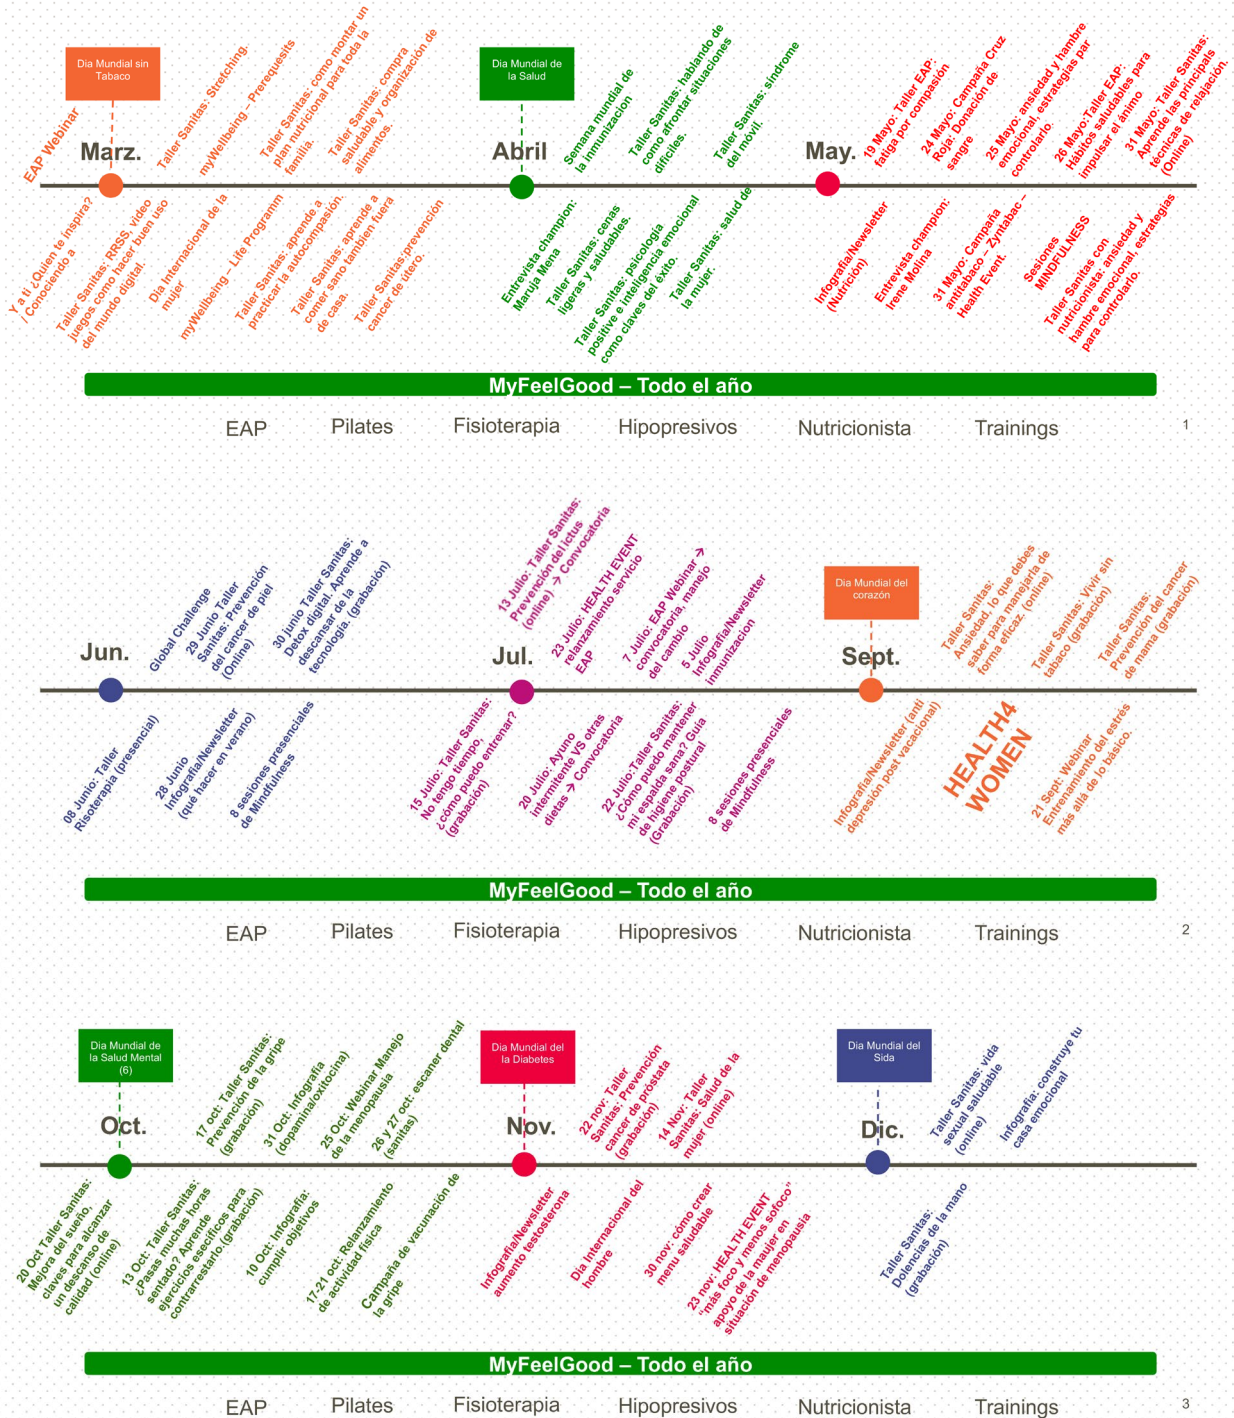 Dia Mundial sin
Tabaco
Marz.
EAP Webinar
Taller Sanitas: Stretching.
myWellbeing – Prerequesits
Taller Sanitas: como montar un
plan nutricional para toda la
familia.
Taller Sanitas: compra
saludable y organización de
alimentos.
Y a ti ¿Quien te inspira?
/ Conociendo a
Taller Sanitas: RRSS, video
juegos como hacer buen uso
del mundo digital.
Día Internacional de la
mujer
myWellbeing – Life Programm
Taller Sanitas: aprende a
practicar la autocompasión.
Taller Sanitas: aprende a
comer sano tambien fuera
de casa.
Taller Sanitas:prevención
cancer de útero.
Dia Mundial de
la Salud
Abril
Semana mundial de
la inmunizacion
Taller Sanitas: hablando de
como afrontar situaciones
difíciles.
Taller Sanitas: síndrome
del móvil.
Entrevista champion:
Maruja Mena
Taller Sanitas: cenas
ligeras y saludables.
Taller Sanitas: psicología
positive e inteligencia emocional
como claves del éxito.
Taller Sanitas: salud de
la mujer.
May.
19 Mayo: Taller EAP:
fatiga por compasión
24 Mayo: Campaña Cruz
Roja: Donación de
sangre
25 Mayo: ansiedad y hambre
emocional, estrategias par
controlarlo.
26 Mayo:Taller EAP:
Hábitos saludables para
impulsar el ánimo
31 Mayo: Taller Sanitas:
Aprende las principals
técnicas de relajación.
(Online)
Infografia/Newsletter
(Nutrición)
Entrevista champion:
Irene Molina
31 Mayo: Campaña
antitabaco – Zyntabac –
Health Event.
Sesiones
MINDFULNESS
Taller Sanitas con
nutricionista: ansiedad y
hambre emocional, estrategias
para controlarlo.
MyFeelGood – Todo el año
EAP
Pilates
Fisioterapia
Hipopresivos
Nutricionista
Trainings
1
Jun.
Global Challenge
29 Junio Taller
Sanitas: Prevención
del cancer de piel
(Online)
30 junio Taller Sanitas:
Detox digital. Aprende a
descansar de la
tecnología. (grabación)
08 Junio: Taller
Risoterapia (presencial)
28 Junio
Infografia/Newsletter
(qué hacer en verano)
8 sesiones presenciales
de Mindfulness
Jul.
13 Julio: Taller Sanitas:
Prevención del ictus
(online) → Convocatoria
23 Julio: HEALTH EVENT
relanzamiento servicio
EAP
7 Julio: EAP Webinar →
convocatoria, manejo
del cambio
5 Julio
Infografia/Newsletter
inmunizacion
15 Julio: Taller Sanitas:
No tengo tiempo,
¿cómo puedo entrenar?
(grabación)
20 Julio: Ayuno
intermitente VS otras
dietas → Convocatoria
22 Julio:Taller Sanitas:
¿Cómo puedo mantener
mi espalda sana? Guía
de higiene postural
(Grabación)
8 sesiones presenciales
de Mindfulness
Dia Mundial del
corazón
Sept.
Taller Sanitas:
Ansiedad, lo que debes
saber para manejarla de
forma eficaz. (online)
Taller Sanitas: Vivir sin
tabaco (grabación)
Taller Sanitas:
Prevención del cancer
de mama (grabación)
Infografia/Newsletter (anti
depresión post vacacional)
HEALTH4
WOMEN
21 Sept: Webinar
Entrenamiento del estrés
más allá de lo básico.
MyFeelGood – Todo el año
EAP
Pilates
Fisioterapia
Hipopresivos
Nutricionista
Trainings
2
Dia Mundial de
la Salud Mental
(6)
Oct.
17 oct: Taller Sanitas:
Prevención de la gripe
(grabación)
31 Oct: Infografía
(dopamina/oxitocina)
25 Oct: Webinar Manejo
de la menopausia
26 y 27 oct: escaner dental
(sanitas)
20 Oct Taller Sanitas:
Mejora del sueño,
claves para alcanzar
un descanso de
calidad (online)
13 Oct: Taller Sanitas:
¿Pasas muchas horas
sentado? Aprende
ejercicios esecíficos para
contrarrestarlo.(grabación)
10 Oct: Infografia:
cumplir objetivos
17-21 oct: Relanzamiento
de actividad física
Campaña de vacunación de
la gripe
Dia Mundial del
la Diabetes
Nov.
22 nov: Taller
Sanitas: Prevención
cancer de próstata
(grabación)
14 Nov: Taller
Sanitas: Salud de la
mujer (online)
Infografia/Newsletter
aumento testosterona
Dia Internacional del
hombre
30 nov: cómo crear
menu saludable
23 nov: HEALTH EVENT
“más foco y menos sofoco”
apoyo de la maujer en
situación de menopausia
Dia Mundial del
Sida
Dic.
Taller Sanitas: vida
sexual saludable
(online)
Infografia: construye tu
casa emocional
Taller Sanitas:
Dolencias de la mano
(grabación)
MyFeelGood – Todo el año
EAP
Pilates
Fisioterapia
Hipopresivos
Nutricionista
Trainings
3